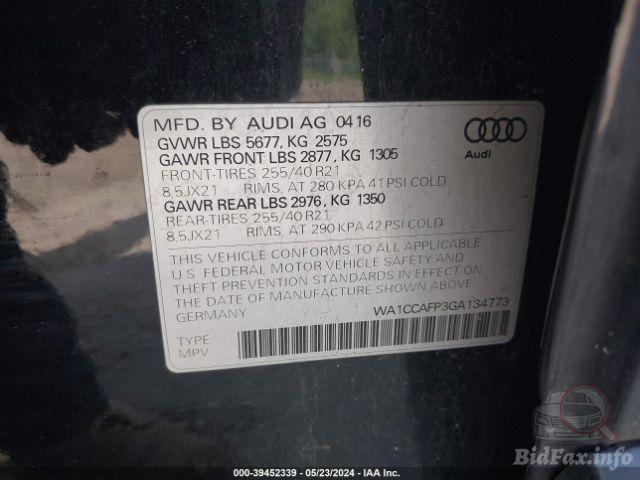 MFD. BY AUDI AG 0416
GVWR LBS 5677, KG 2575
GAWR FRONT LBS 2877, KG 1305
FRONT-TIRES 255/40 R21
8,5JX21 RIMS, AT 280 KPA 41 PSI COLD
GAWR REAR LBS 2976, KG 1350
REAR-TIRES 255/40 R21
8,5JX21 RIMS, AT 290 KPA 42 PSI COLD
Audi
THIS VEHICLE CONFORMS TO ALL APPLICABLE
U.S. FEDERAL MOTOR VEHICLE SAFETY AND
THEFT PREVENTION STANDARDS IN EFFECT ON
THE DATE OF MANUFACTURE SHOWN ABOVE
GERMANY WA1CCAFP3GA134773
TYPE
MPV
BidFax.info
000-39452339 - 05/23/2024 - IAA Inc.